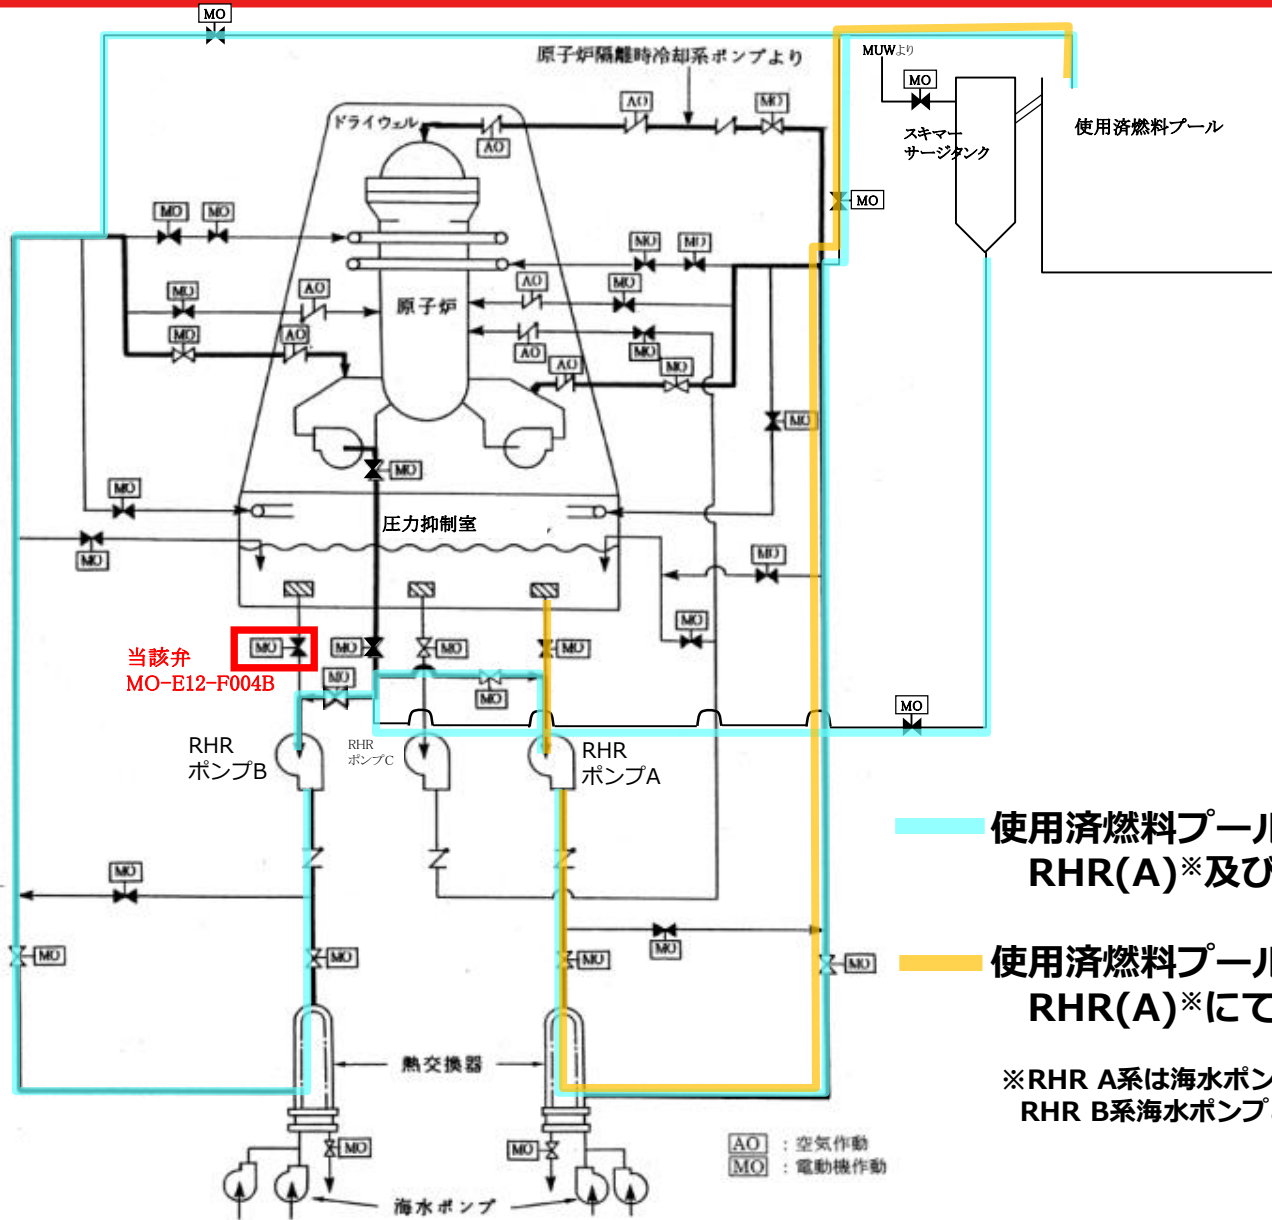 MO
原子炉隔離時冷却系ポンプより
MUWより
MO
AO
MO
ドライウェル
AO
スキマー
サージタンク
使用済燃料プール
MO
MO
MO
MO
MO
MO
AO
AO
MO
原子炉
MO
AO
AO
MO
AO
MO
MO
MO
MO
圧力抑制室
MO
MO
MO
当該弁
MO-E12-F004B
MO
MO
MO
MO
MO
MO
MO
RHR
ポンプB
RHR
ポンプC
RHR
ポンプA
使用済燃料プール
RHR(A)※及び
MO
MO
MO
MO
MO
MO
MO
使用済燃料プール
RHR(A)※にて
熱交換器
※RHR A系は海水ポン
RHR B系海水ポンプ
MO
MO
AO : 空気作動
MO : 電動機作動
海水ポンプ